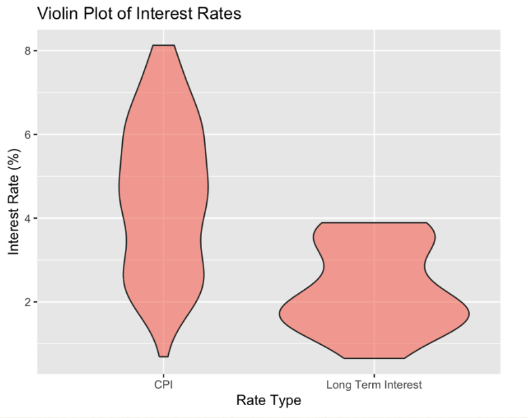 Violin Plot of Interest Rates
8
6
4
2
Interest Rate (%)
CPI
Long Term Interest
Rate Type